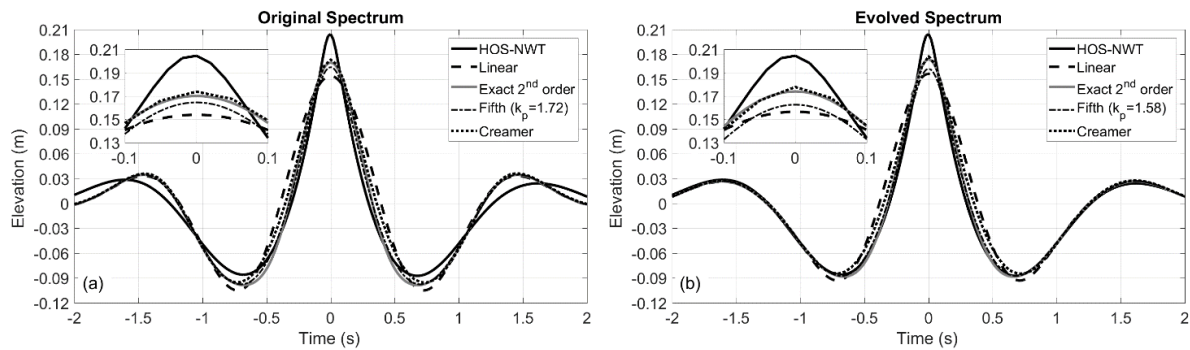 Original Spectrum
0.21
0.18
0.15
0.12
0.09
0.06
0.03
0
-0.03
-0.06
-0.09
-0.12
Elevation (m)
0.21
0.19
0.17
0.15
0.13
-0.1 0 0.1
HOS-NWT
Linear
Exact 2nd order
Fifth (kp=1.72)
Creamer
(a)
-2 -1.5 -1 -0.5 0 0.5 1 1.5 2
Time (s)
Evolved Spectrum
0.21
0.18
0.15
0.12
0.09
0.06
0.03
0
-0.03
-0.06
-0.09
-0.12
Elevation (m)
0.21
0.19
0.17
0.15
0.13
-0.1 0 0.1
HOS-NWT
Linear
Exact 2nd order
Fifth (kp=1.58)
Creamer
(b)
-2 -1.5 -1 -0.5 0 0.5 1 1.5 2
Time (s)